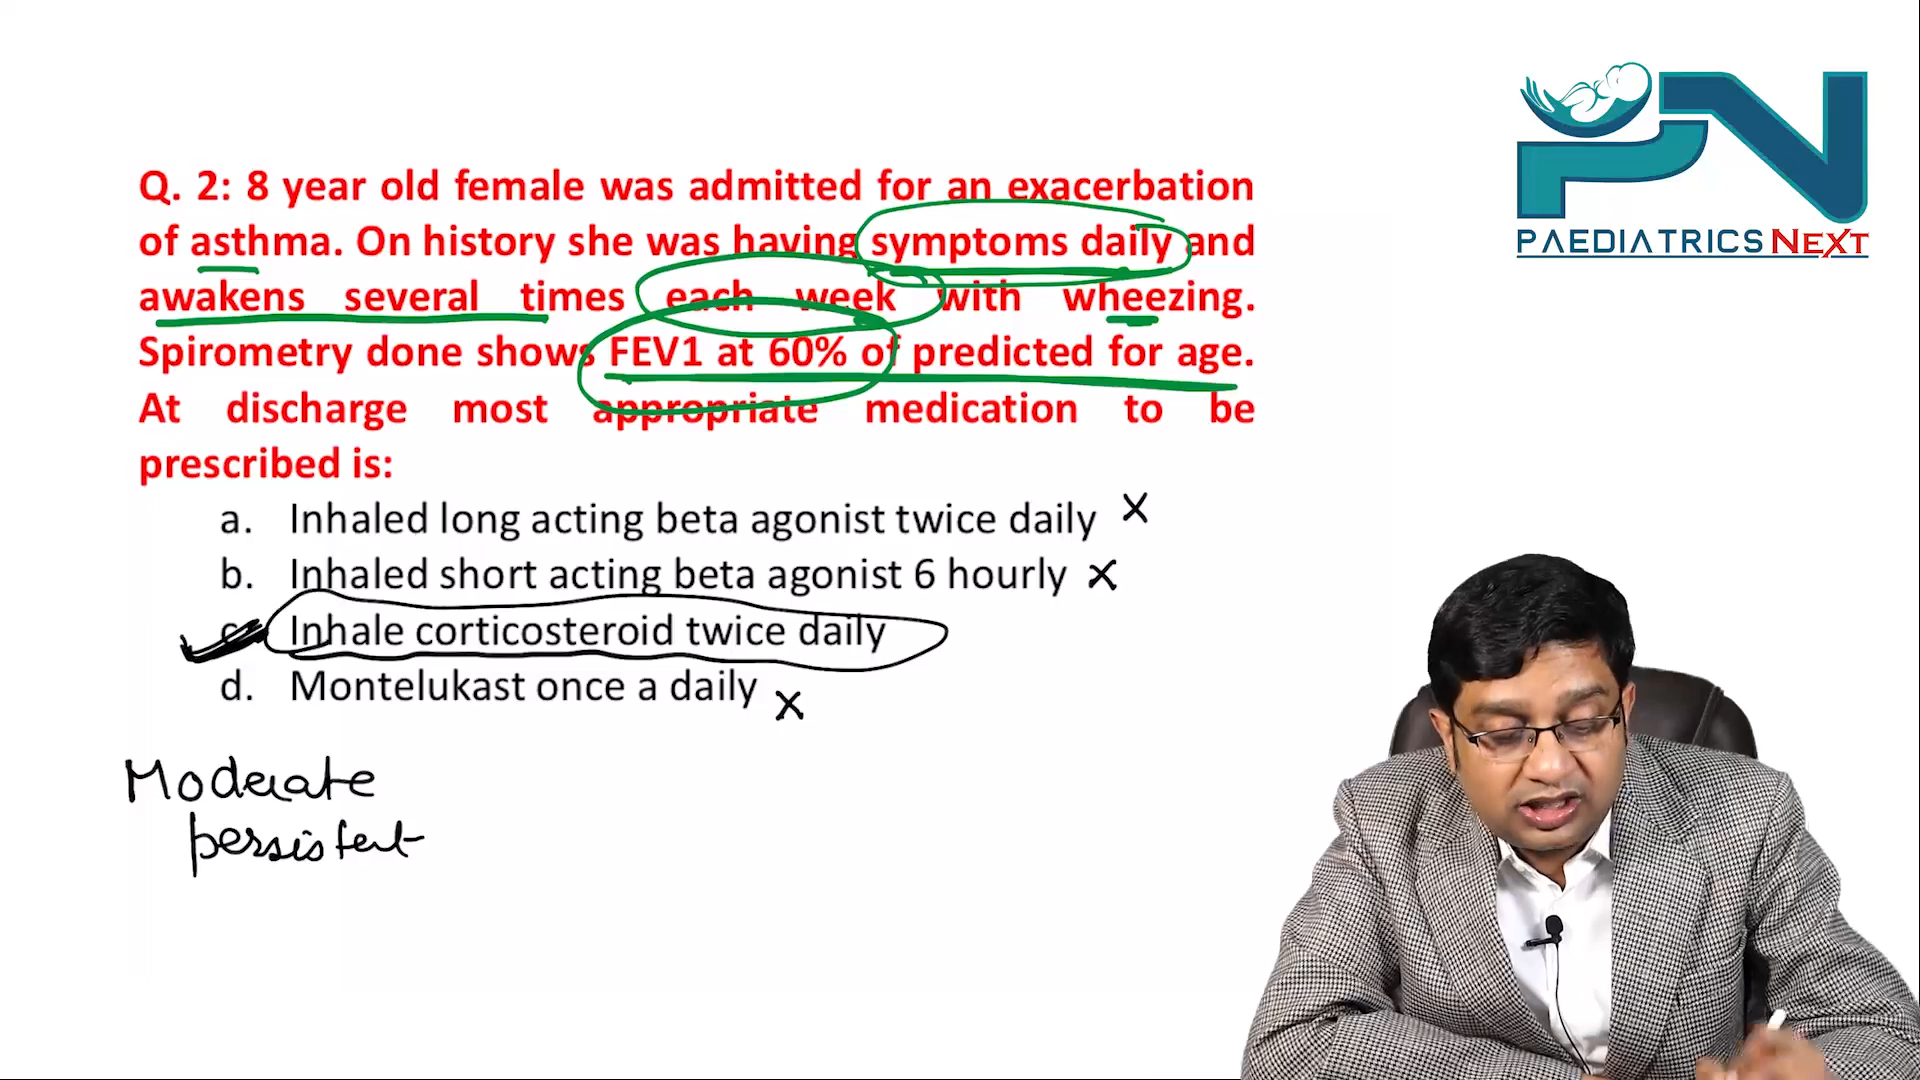 PN
PAEDIATRICS NEXT
Q. 2: 8 year old female was admitted for an exacerbation
of asthma. On history she was having symptoms daily and
awakens several times each week with wheezing.
Spirometry done shows FEV1 at 60% of predicted for age.
At discharge most appropriate medication to be
prescribed is:
a. Inhaled long acting beta agonist twice daily x
b. Inhaled short acting beta agonist 6 hourly x
c. Inhale corticosteroid twice daily
d. Montelukast once a daily x
Moderate
persistent